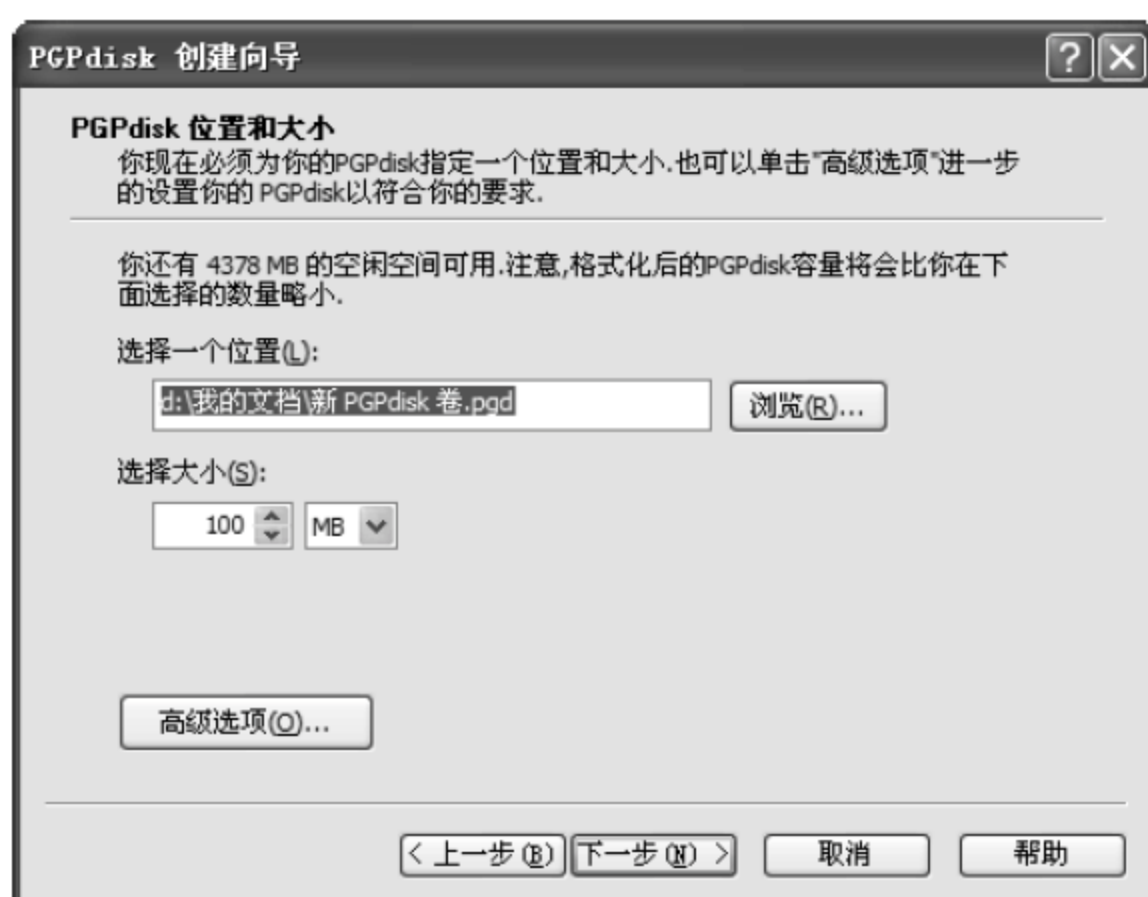 PGPdisk 创建向导
PGPdisk 位置和大小
你现在必须为你的PGPdisk指定一个位置和大小.也可以单击"高级选项"进一步
的设置你的 PGPdisk以符合你的要求.
你还有 4378 MB 的空闲空间可用.注意,格式化后的PGPdisk容量将会比你在下
面选择的数量略小.
选择一个位置(L):
d:\我的文档\新 PGPdisk 卷.pgd
浏览(R)...
选择大小(S):
100 MB
高级选项(O)...
< 上一步(B) 下一步(N) > 取消 帮助